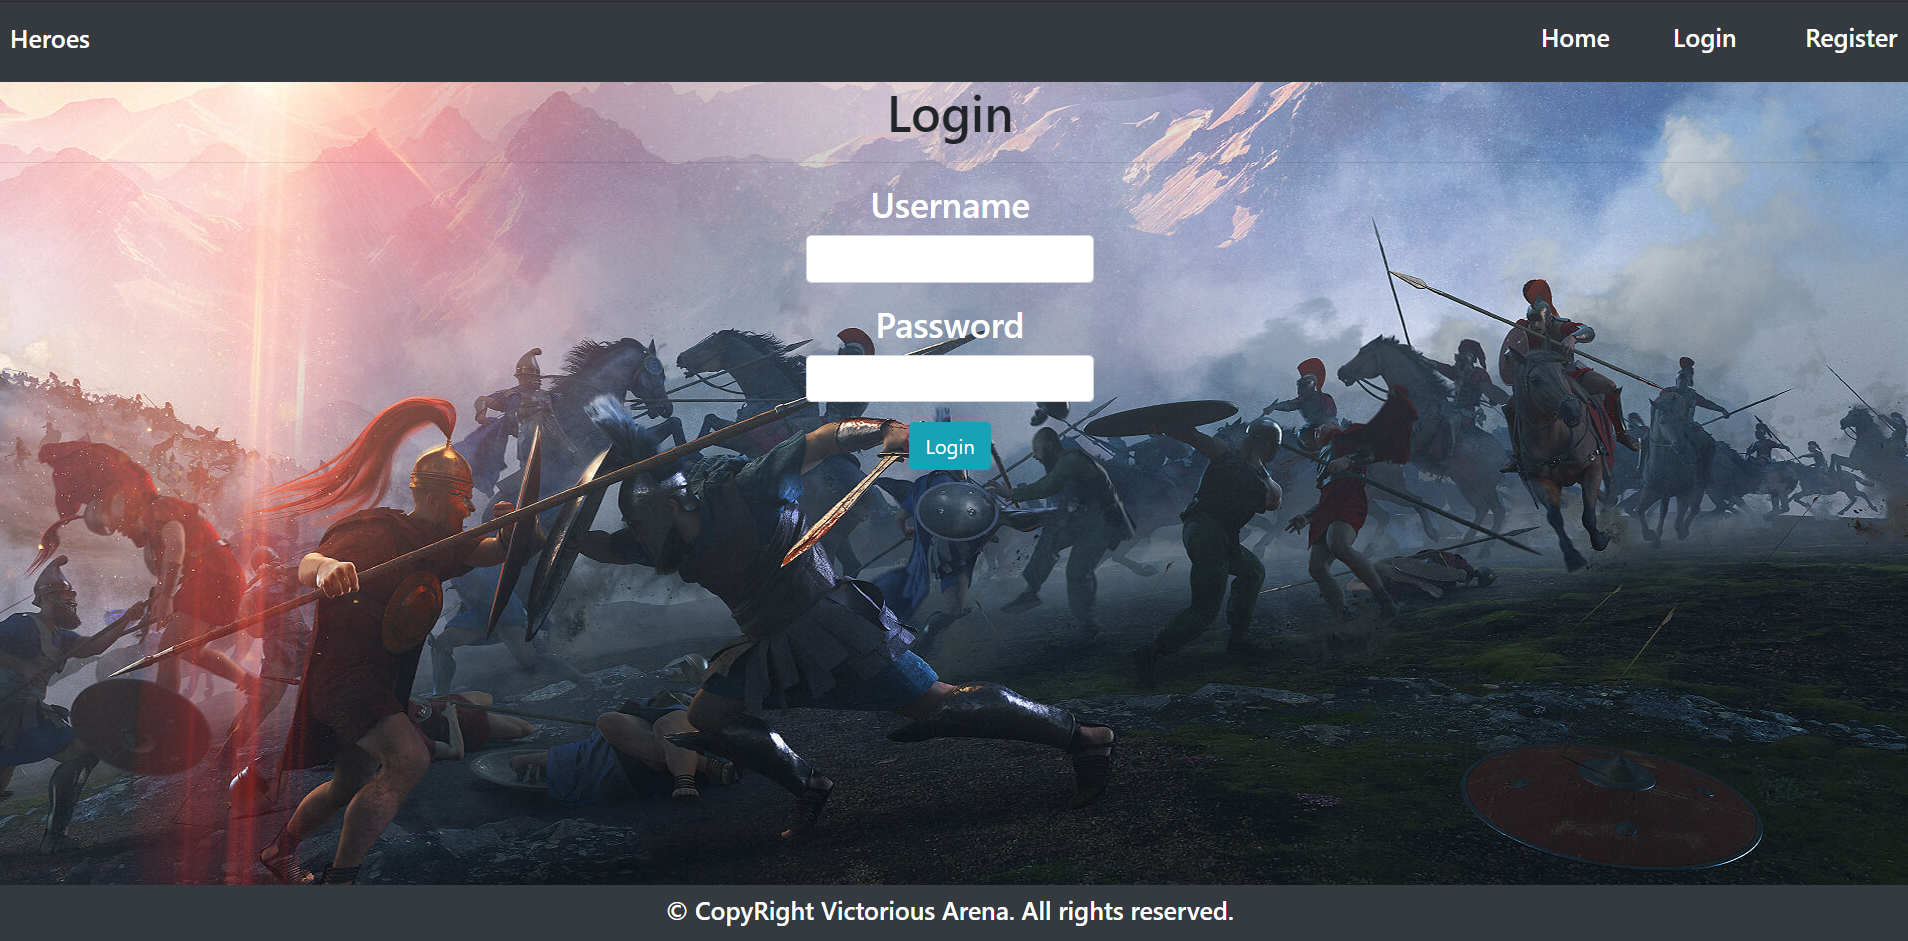 Heroes
Home Login Register
Login
Username
Password
Login
© CopyRight Victorious Arena. All rights reserved.